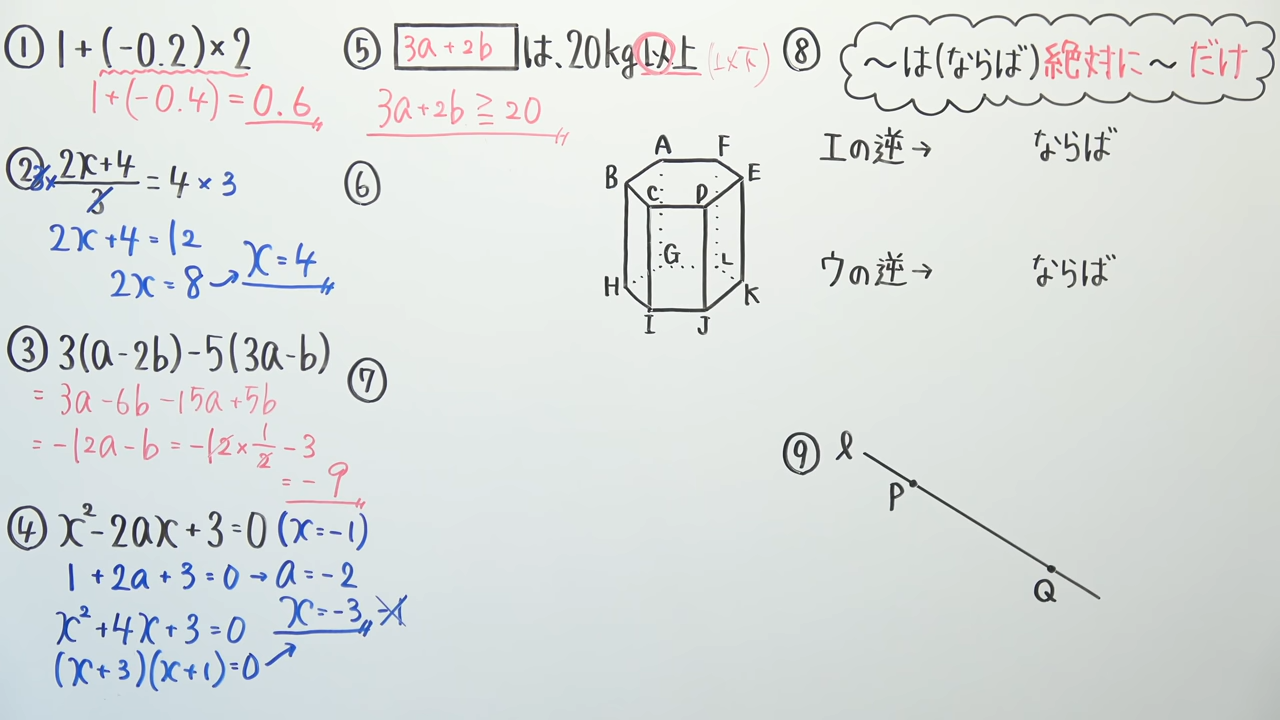 ① 1+(-0.2)×2
1+(-0.4)=0.6
② 3× 2x+4/3 = 4 ×3
2x+4=12
2x=8→ x=4
③ 3(a-2b)-5(3a-b)
= 3a-6b-15a+5b
= -12a-b = -12×1/2 -3
= -9
④ x²-2ax+3=0 (x=-1)
1+2a+3=0→a=-2
x²+4x+3=0 x=-3, -1
(x+3)(x+1)=0
⑤ 3a+2b は、20kg以上 (以下)
3a+2b≧20
⑥
A F
B E
C D
G L
H K
I J
⑦
⑧ ～は(ならば)絶対に～だけ
エの逆→ ならば
ウの逆→ ならば
⑨ ℓ
P
Q